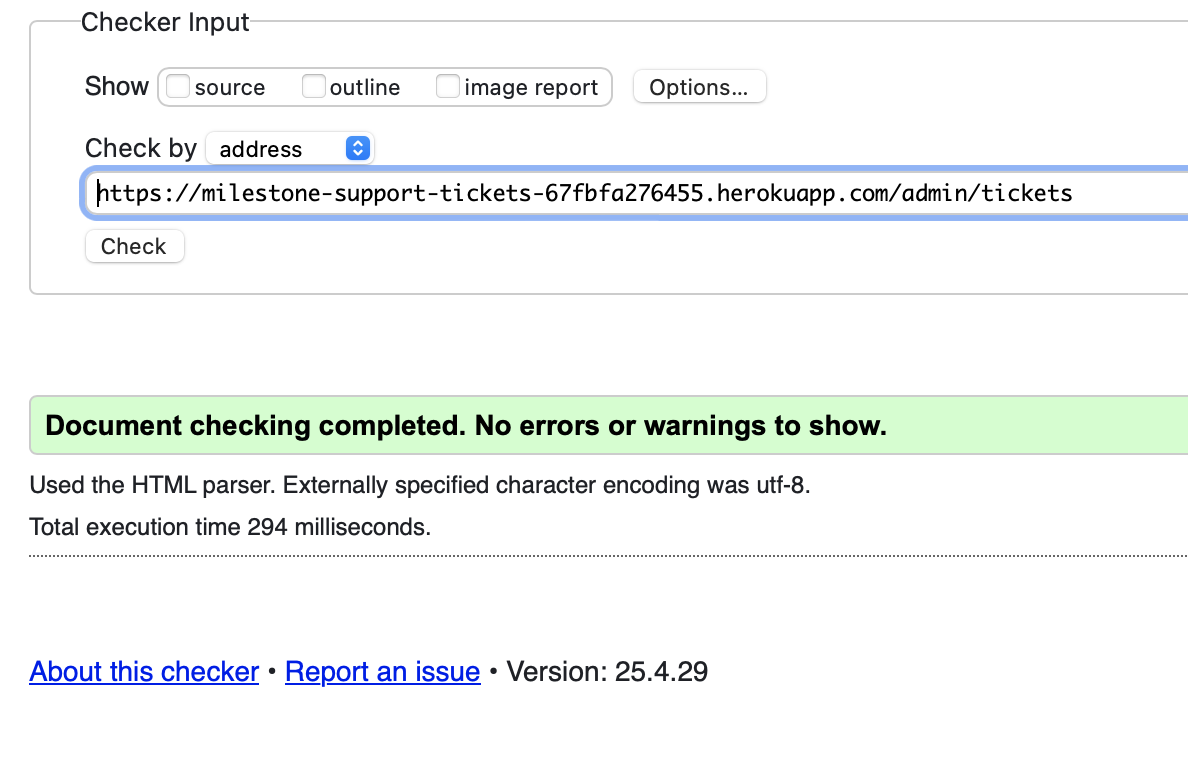 Checker Input
Show source outline image report Options...
Check by address
https://milestone-support-tickets-67fbfa276455.herokuapp.com/admin/tickets
Check
Document checking completed. No errors or warnings to show.
Used the HTML parser. Externally specified character encoding was utf-8.
Total execution time 294 milliseconds.
About this checker • Report an issue • Version: 25.4.29